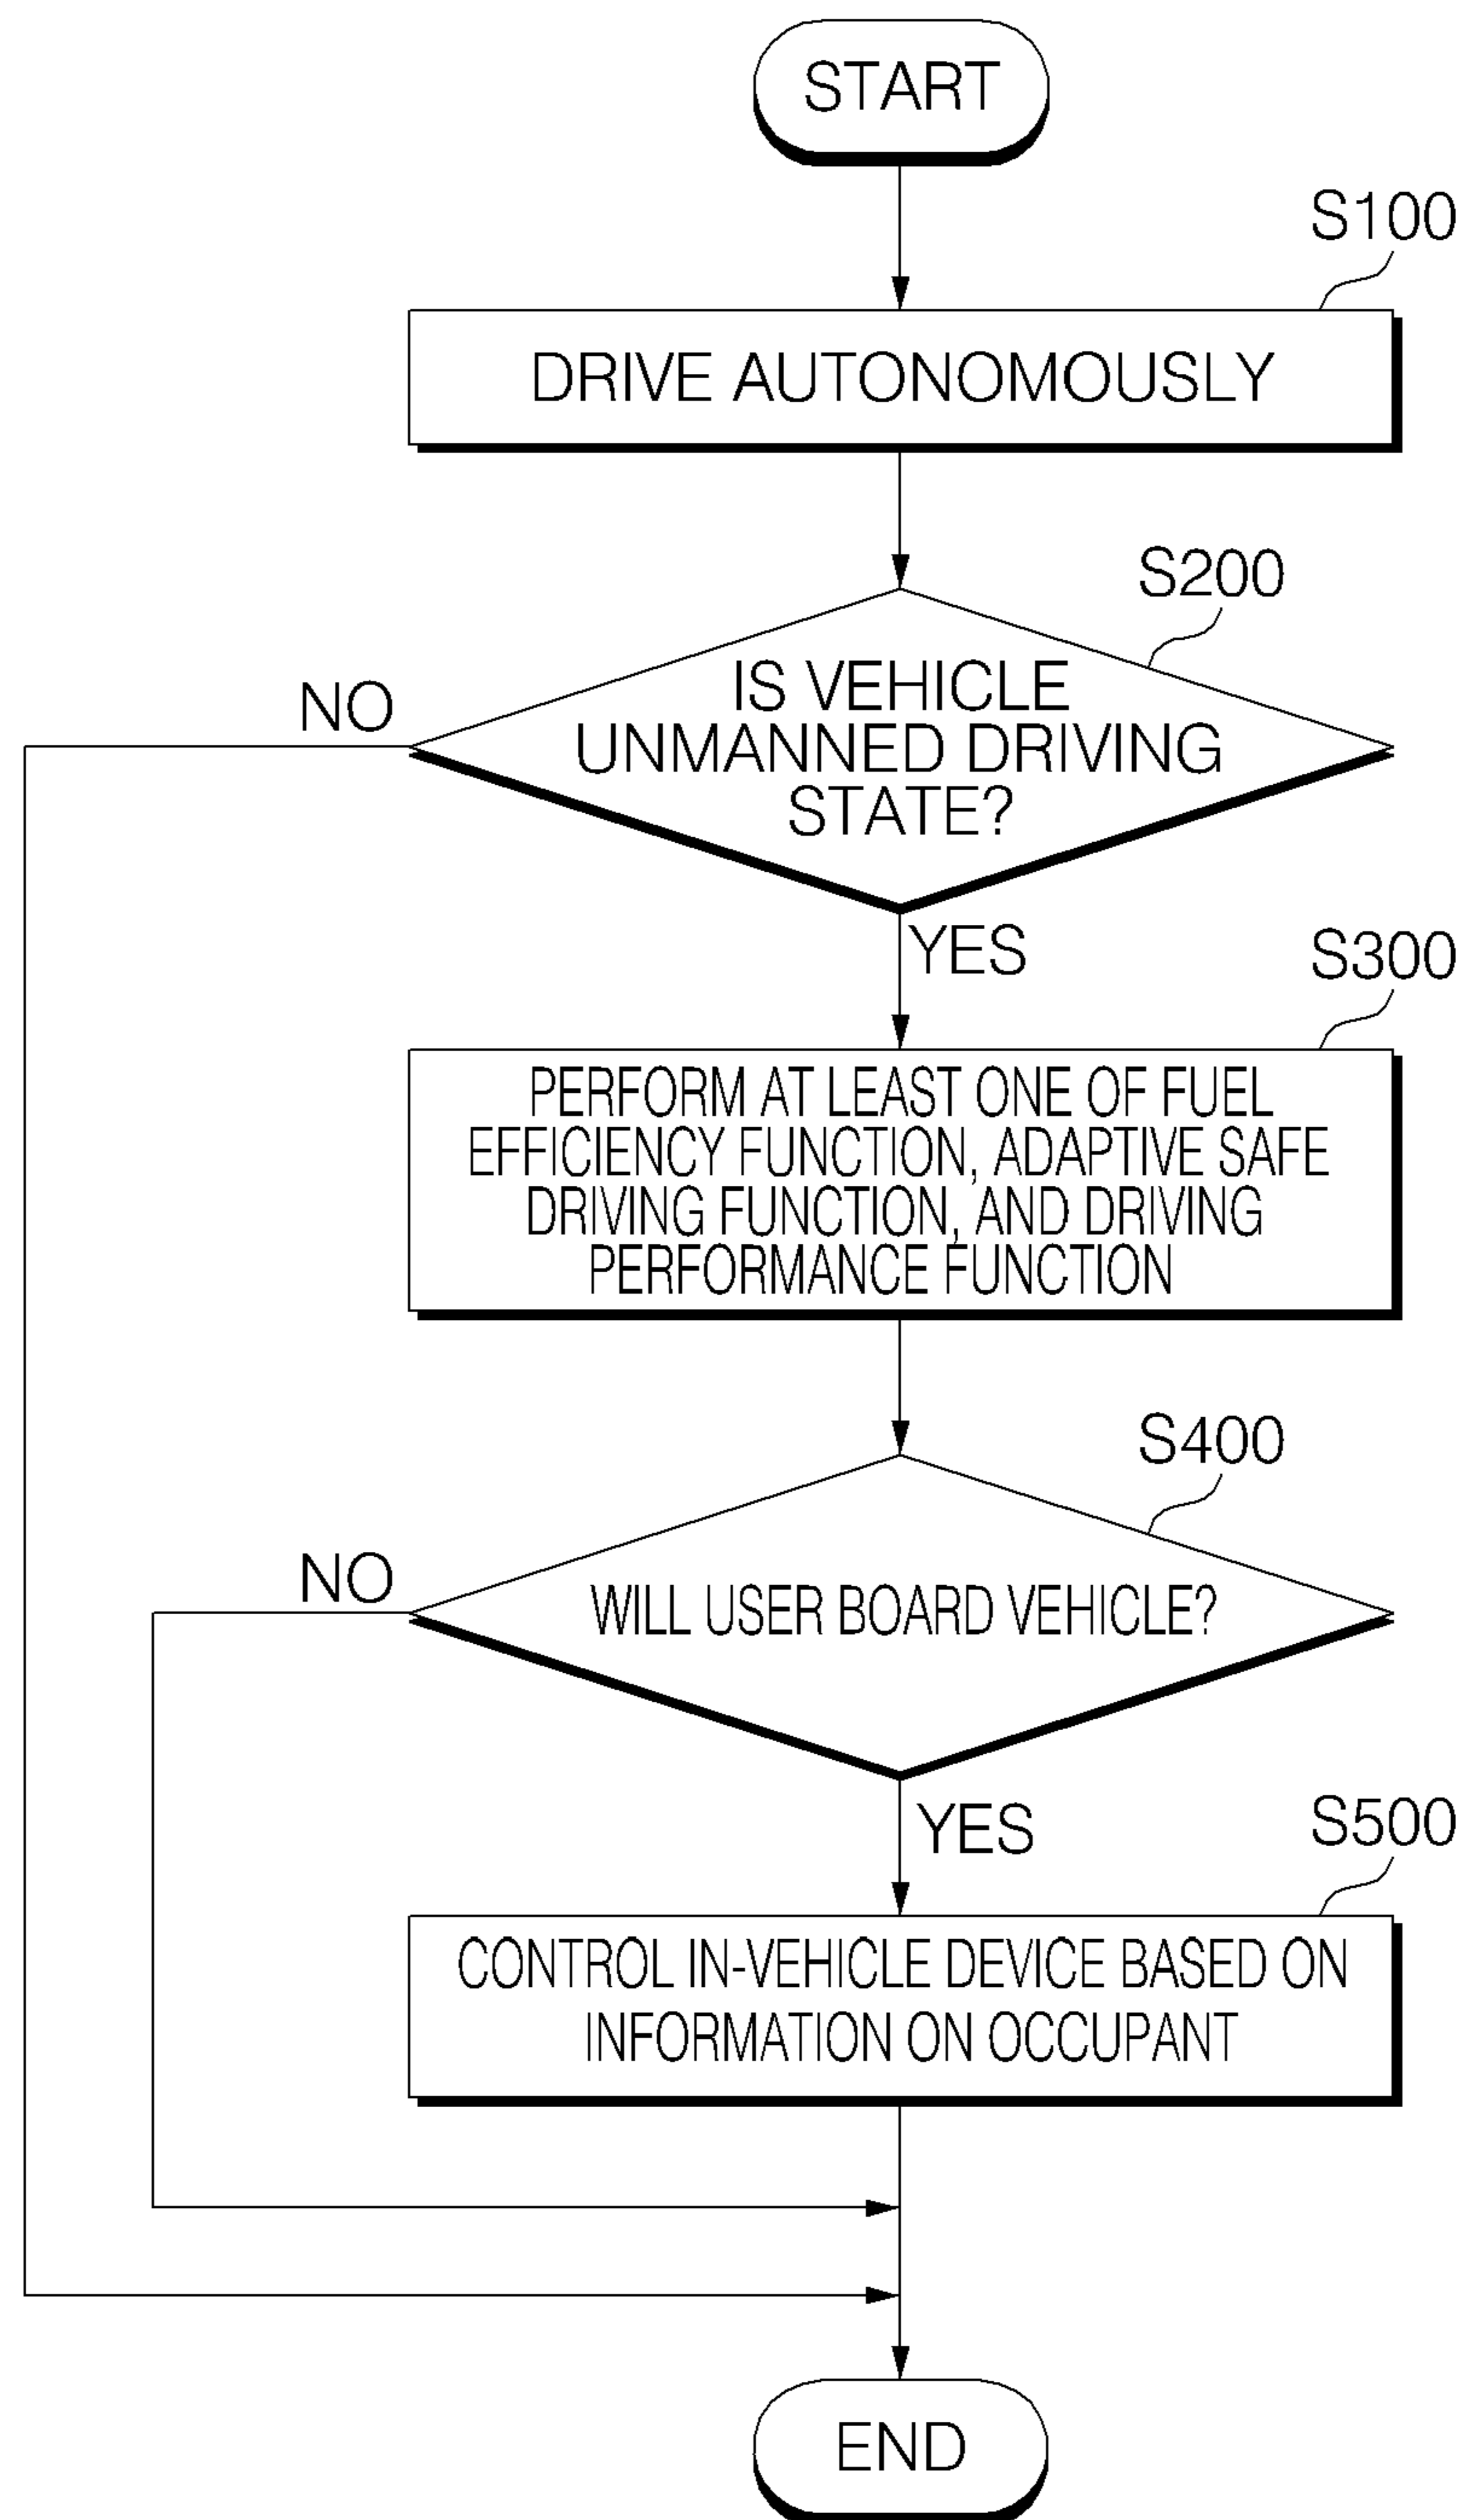 START
S100
DRIVE AUTONOMOUSLY
S200
IS VEHICLE
UNMANNED DRIVING
STATE?
NO
YES
S300
PERFORM AT LEAST ONE OF FUEL
EFFICIENCY FUNCTION, ADAPTIVE SAFE
DRIVING FUNCTION, AND DRIVING
PERFORMANCE FUNCTION
S400
NO
WILL USER BOARD VEHICLE?
YES
S500
CONTROL IN-VEHICLE DEVICE BASED ON
INFORMATION ON OCCUPANT
END